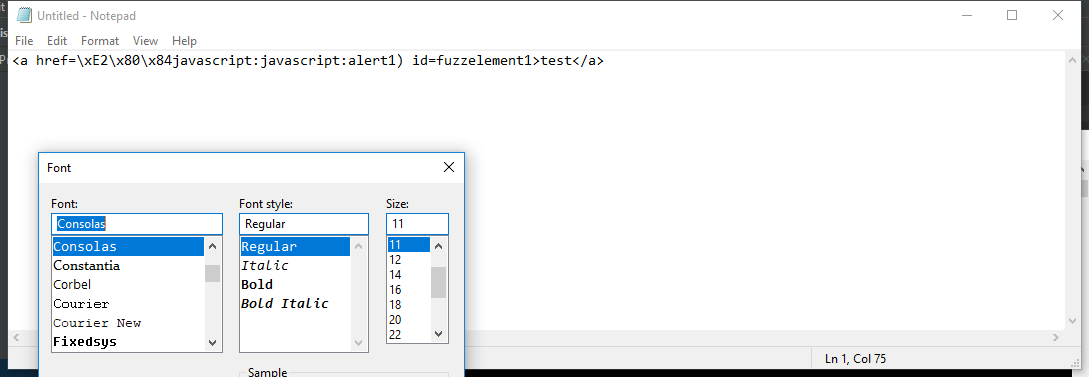 Untitled - Notepad
File Edit Format View Help
<a href=\xE2\x80\x84javascript:javascript:alert1) id=fuzzelement1>test</a>
Font
Font: Font style: Size:
Consolas Regular 11
Consolas Regular 11
Constantia Italic 12
Corbel Bold 14
Courier Bold Italic 16
Courier New 18
Fixedsys 20
22
Sample
Ln 1, Col 75